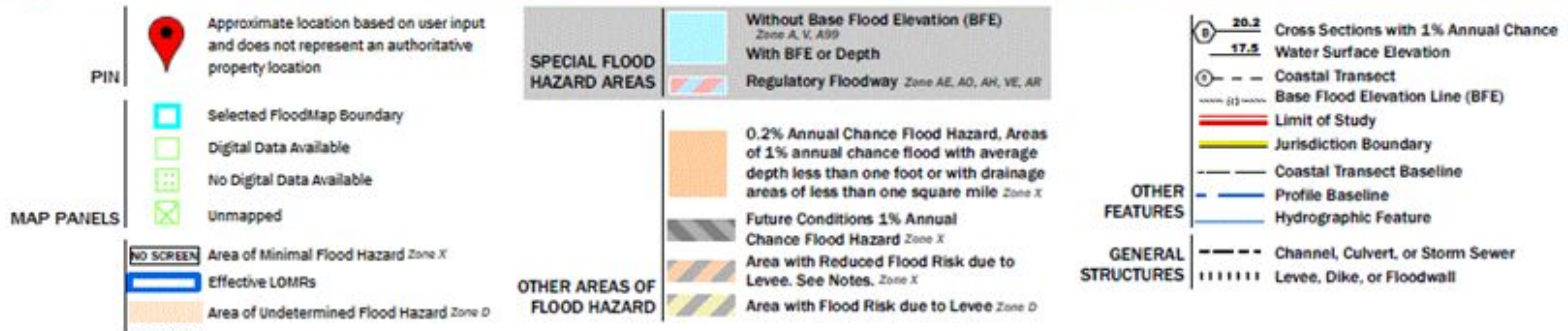 Approximate location based on user input
and does not represent an authoritative
property location
PIN
Selected FloodMap Boundary
Digital Data Available
No Digital Data Available
Unmapped
MAP PANELS
NO SCREEN Area of Minimal Flood Hazard Zone X
Effective LOMRs
Area of Undetermined Flood Hazard Zone D
SPECIAL FLOOD
HAZARD AREAS
Without Base Flood Elevation (BFE)
Zone A, V, A99
With BFE or Depth
Regulatory Floodway Zone AE, AO, AH, VE, AR
0.2% Annual Chance Flood Hazard, Areas
of 1% annual chance flood with average
depth less than one foot or with drainage
areas of less than one square mile Zone X
Future Conditions 1% Annual
Chance Flood Hazard Zone X
Area with Reduced Flood Risk due to
Levee. See Notes. Zone X
Area with Flood Risk due to Levee Zone D
OTHER AREAS OF
FLOOD HAZARD
20.2 Cross Sections with 1% Annual Chance
17.5 Water Surface Elevation
Coastal Transect
Base Flood Elevation Line (BFE)
Limit of Study
Jurisdiction Boundary
Coastal Transect Baseline
Profile Baseline
Hydrographic Feature
OTHER
FEATURES
Channel, Culvert, or Storm Sewer
Levee, Dike, or Floodwall
GENERAL
STRUCTURES